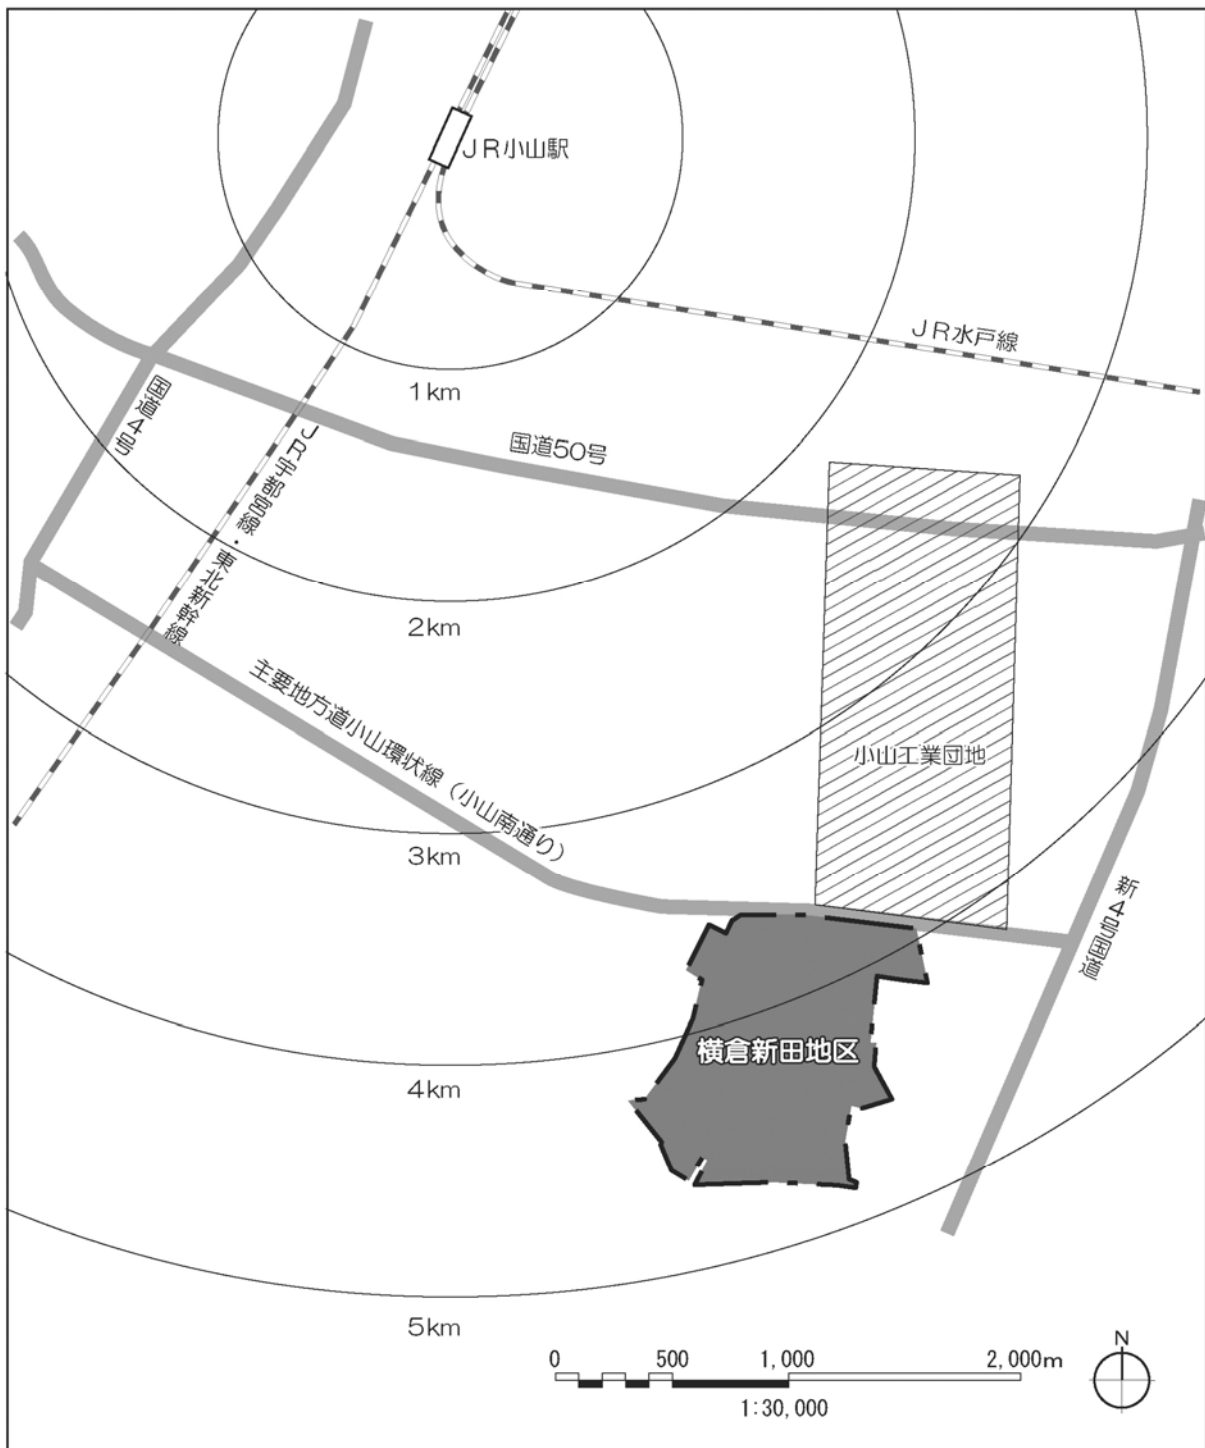 JR小山駅
JR水戸線
1km
国道4号
国道50号
JR宇都宮線・東北新幹線
2km
主要地方道小山環状線（小山南通り）
小山工業団地
3km
新4号国道
横倉新田地区
4km
5km
0 500 1,000 2,000m
1:30,000
N